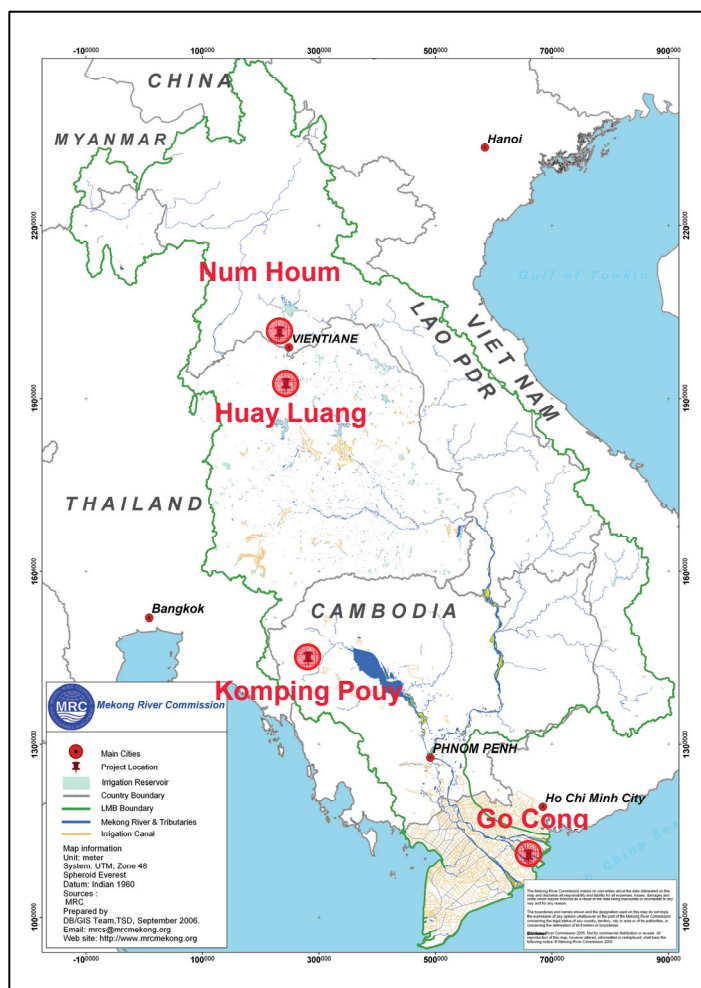 -100000 100000 300000 500000 700000 900000
CHINA
MYANMAR
Hanoi
2200000
2200000
Gulf of Tonkin
Num Houm
VIENTIANE
LAO PDR
VIET NAM
1900000
1900000
Huay Luang
THAILAND
1600000
1600000
Bangkok
CAMBODIA
Komping Pouy
MRC
Mekong River Commission
1300000
PHNOM PENH
Main Cities
Project Location
Irrigation Reservoir
Country Boundary
LMB Boundary
Mekong River & Tributaries
Irrigation Canal
Ho Chi Minh City
Go Cong
China Sea
Map information
Unit: meter
System: UTM, Zone 48
Spheroid Everest
Datum: Indian 1960
Sources :
MRC
Prepared by
DB/GIS Team,TSD, September 2006.
Email: mrcs@mrcmekong.org
Web site: http://www.mrcmekong.org
1000000
1000000
-100000 100000 300000 500000 700000 900000